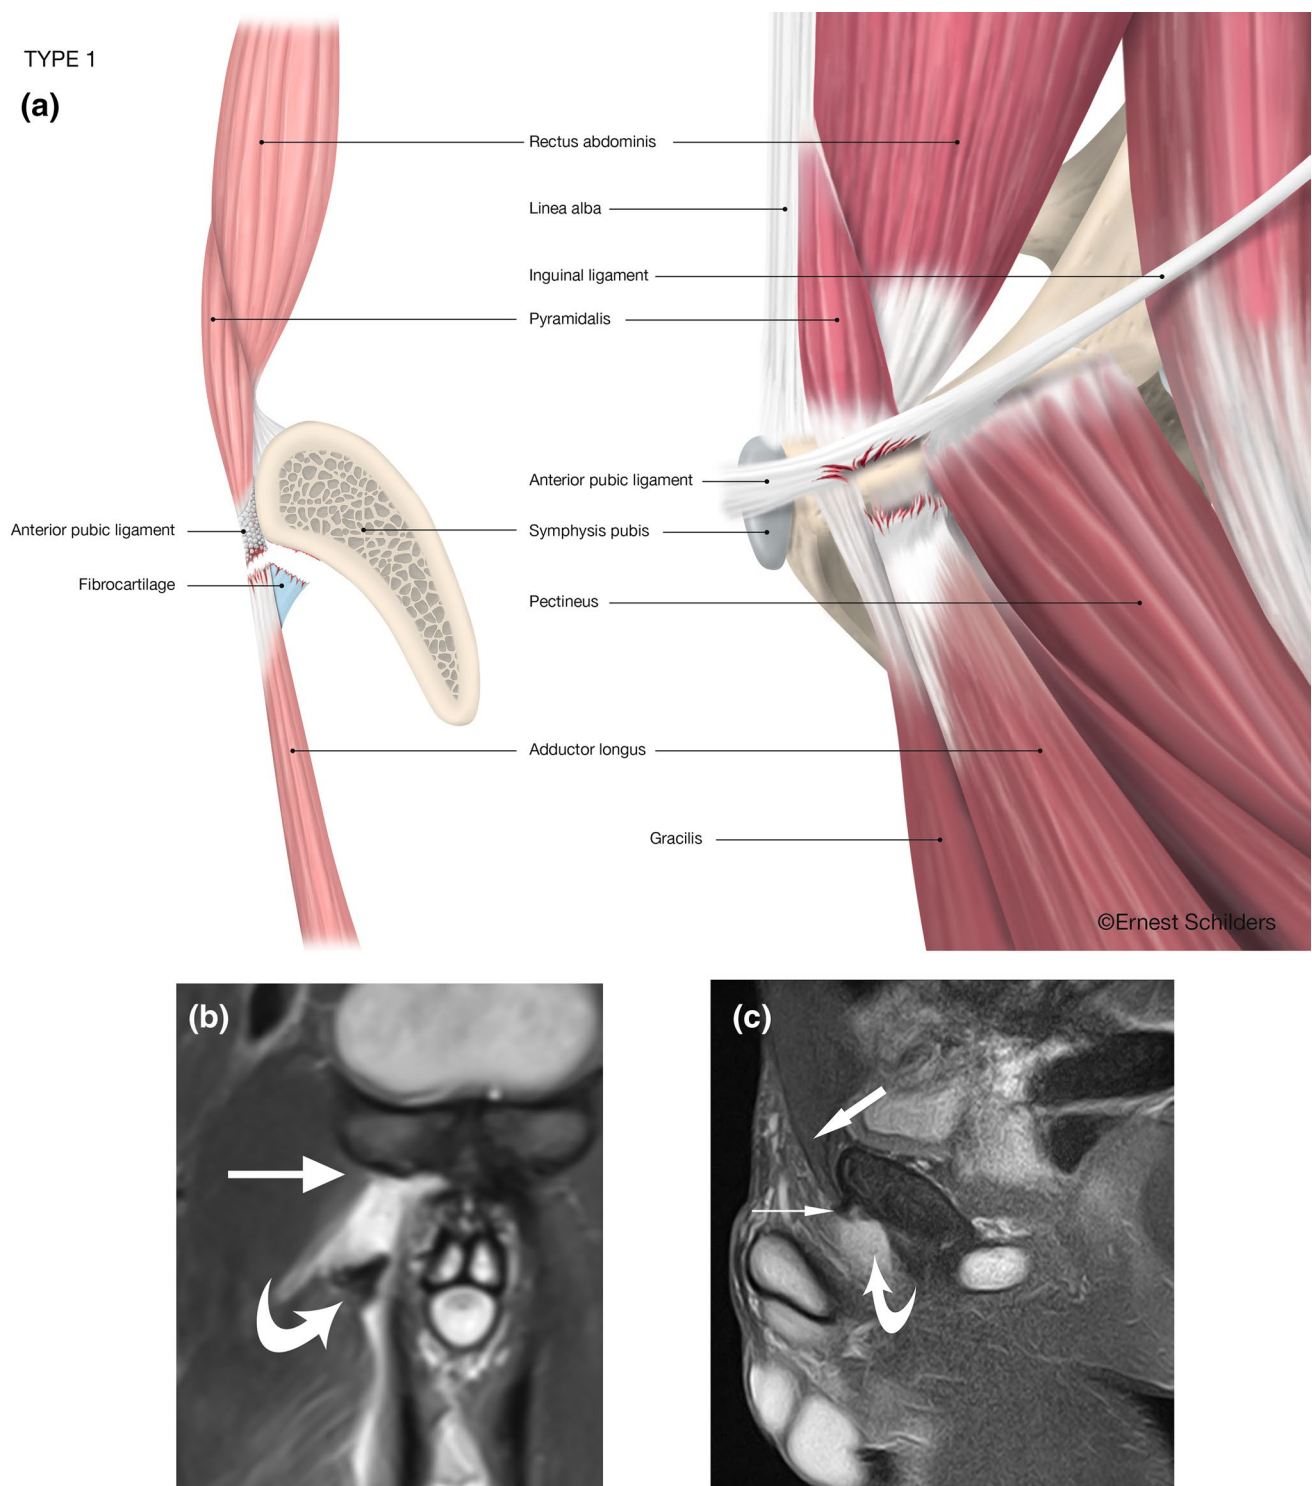 TYPE 1
(a)
Rectus abdominis
Linea alba
Inguinal ligament
Pyramidalis
Anterior pubic ligament
Anterior pubic ligament
Symphysis pubis
Fibrocartilage
Pectineus
Adductor longus
Gracilis
©Ernest Schilders
(b)
(c)